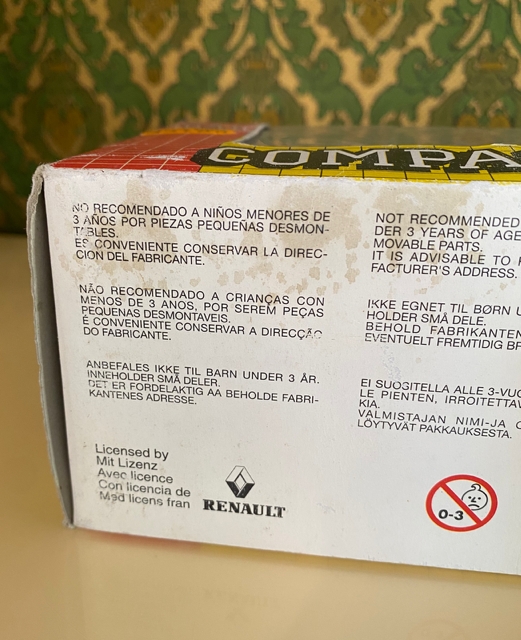 COMPA
NO RECOMENDADO A NIÑOS MENORES DE
3 AÑOS POR PIEZAS PEQUEÑAS DESMON-
TABLES.
ES CONVENIENTE CONSERVAR LA DIREC-
CION DEL FABRICANTE.
NÃO RECOMENDADO A CRIANÇAS CON
MENOS DE 3 ANOS, POR SEREM PEÇAS
PEQUENAS DESMONTAVEIS.
É CONVENIENTE CONSERVAR A DIRECÇÃO
DO FABRICANTE.
ANBEFALES IKKE TIL BARN UNDER 3 ÅR.
INNEHOLDER SMÅ DELER.
DET ER FORDELAKTIG AA BEHOLDE FABRI-
KANTENES ADRESSE.
Licensed by
Mit Lizenz
Avec licence
Con licencia de
Med licens fran
RENAULT
NOT RECOMMENDED
DER 3 YEARS OF AGE
MOVABLE PARTS.
IT IS ADVISABLE TO
FACTURER'S ADDRESS.
IKKE EGNET TIL BØRN
HOLDER SMÅ DELE.
BEHOLD FABRIKANTEN
EVENTUELT FREMTIDIG
EI SUOSITELLA ALLE 3-VUO
LE PIENTEN, IRROITETTAV
KIA.
VALMISTAJAN NIMI-JA
LÖYTYVÄT PAKKAUKSESTA.
0-3